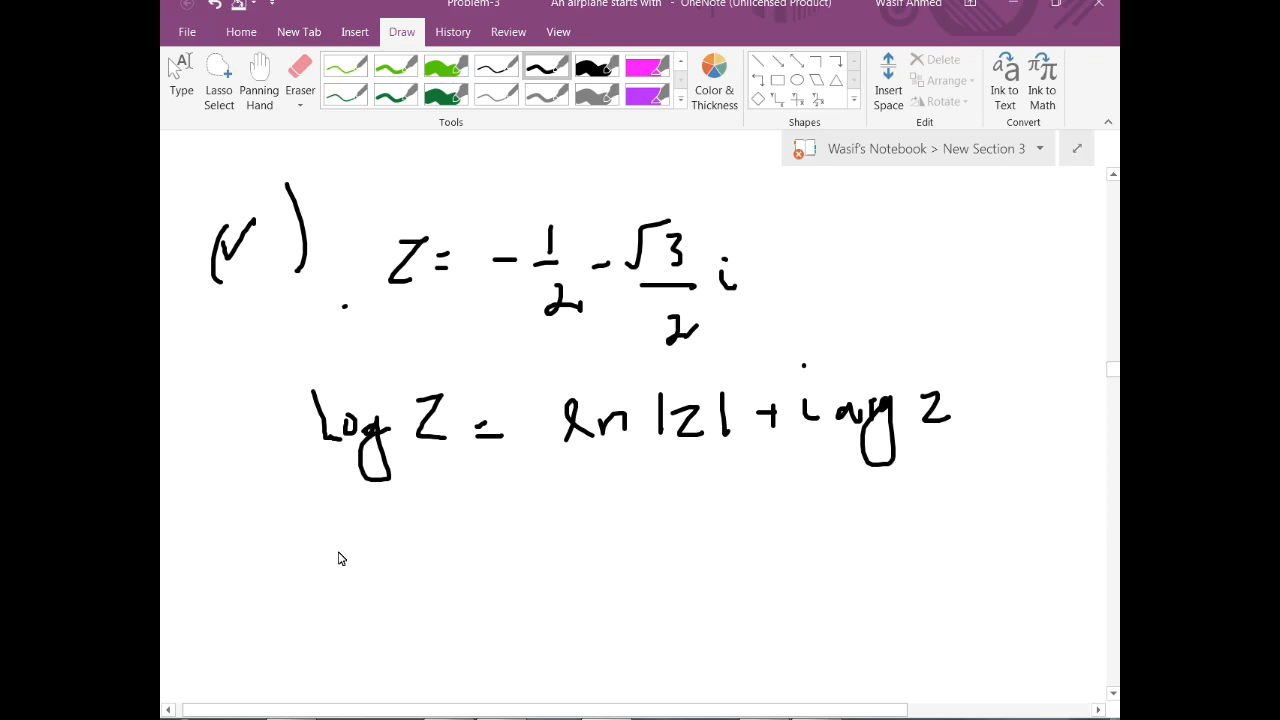 Problem-3 An airplane starts with - OneNote (Unlicensed Product) Wasif Ahmed
File Home New Tab Insert Draw History Review View
Type Lasso Select Panning Hand Eraser Color & Thickness Insert Space Delete Arrange Rotate Ink to Text Ink to Math
Tools Shapes Edit Convert
Wasif's Notebook > New Section 3
(v) Z = -1/2 - √3/2 i
log Z = ln |z| + i arg z